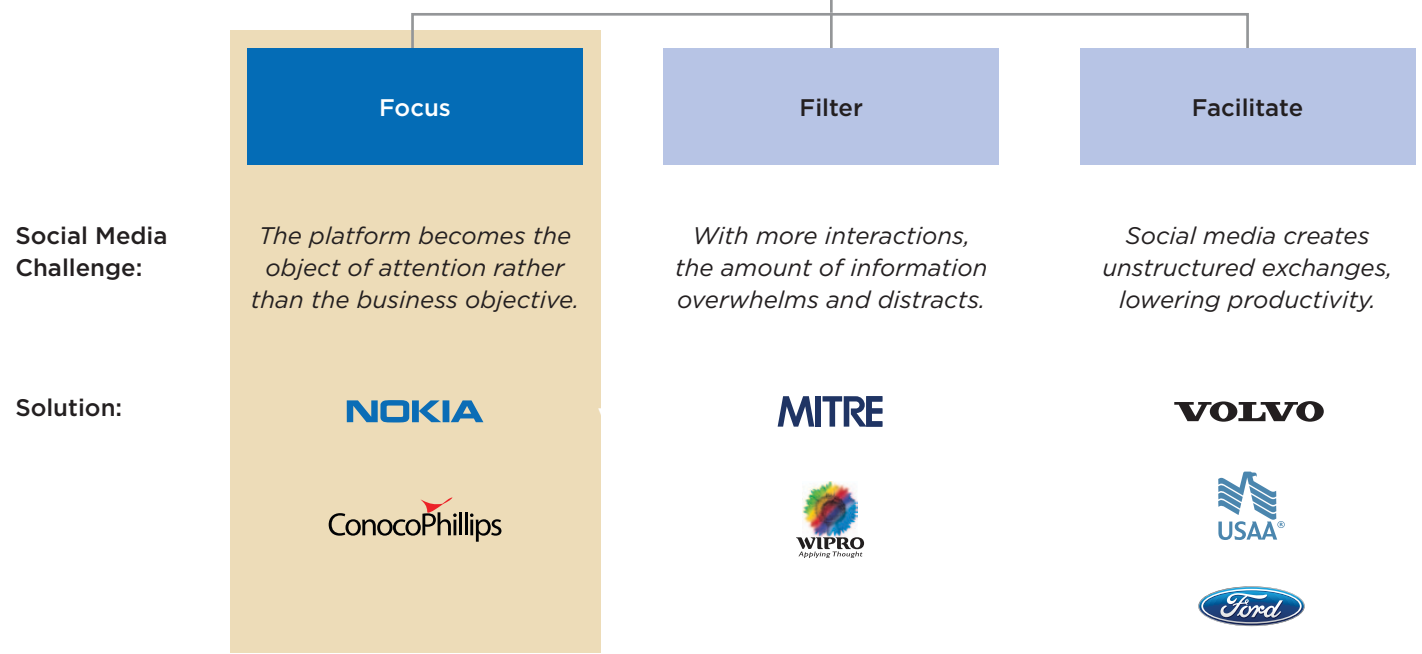 Focus
Filter
Facilitate
Social Media
Challenge:
The platform becomes the
object of attention rather
than the business objective.
With more interactions,
the amount of information
overwhelms and distracts.
Social media creates
unstructured exchanges,
lowering productivity.
Solution:
NOKIA
MITRE
VOLVO
ConocoPhillips
WIPRO
Applying Thought
USAA®
Ford